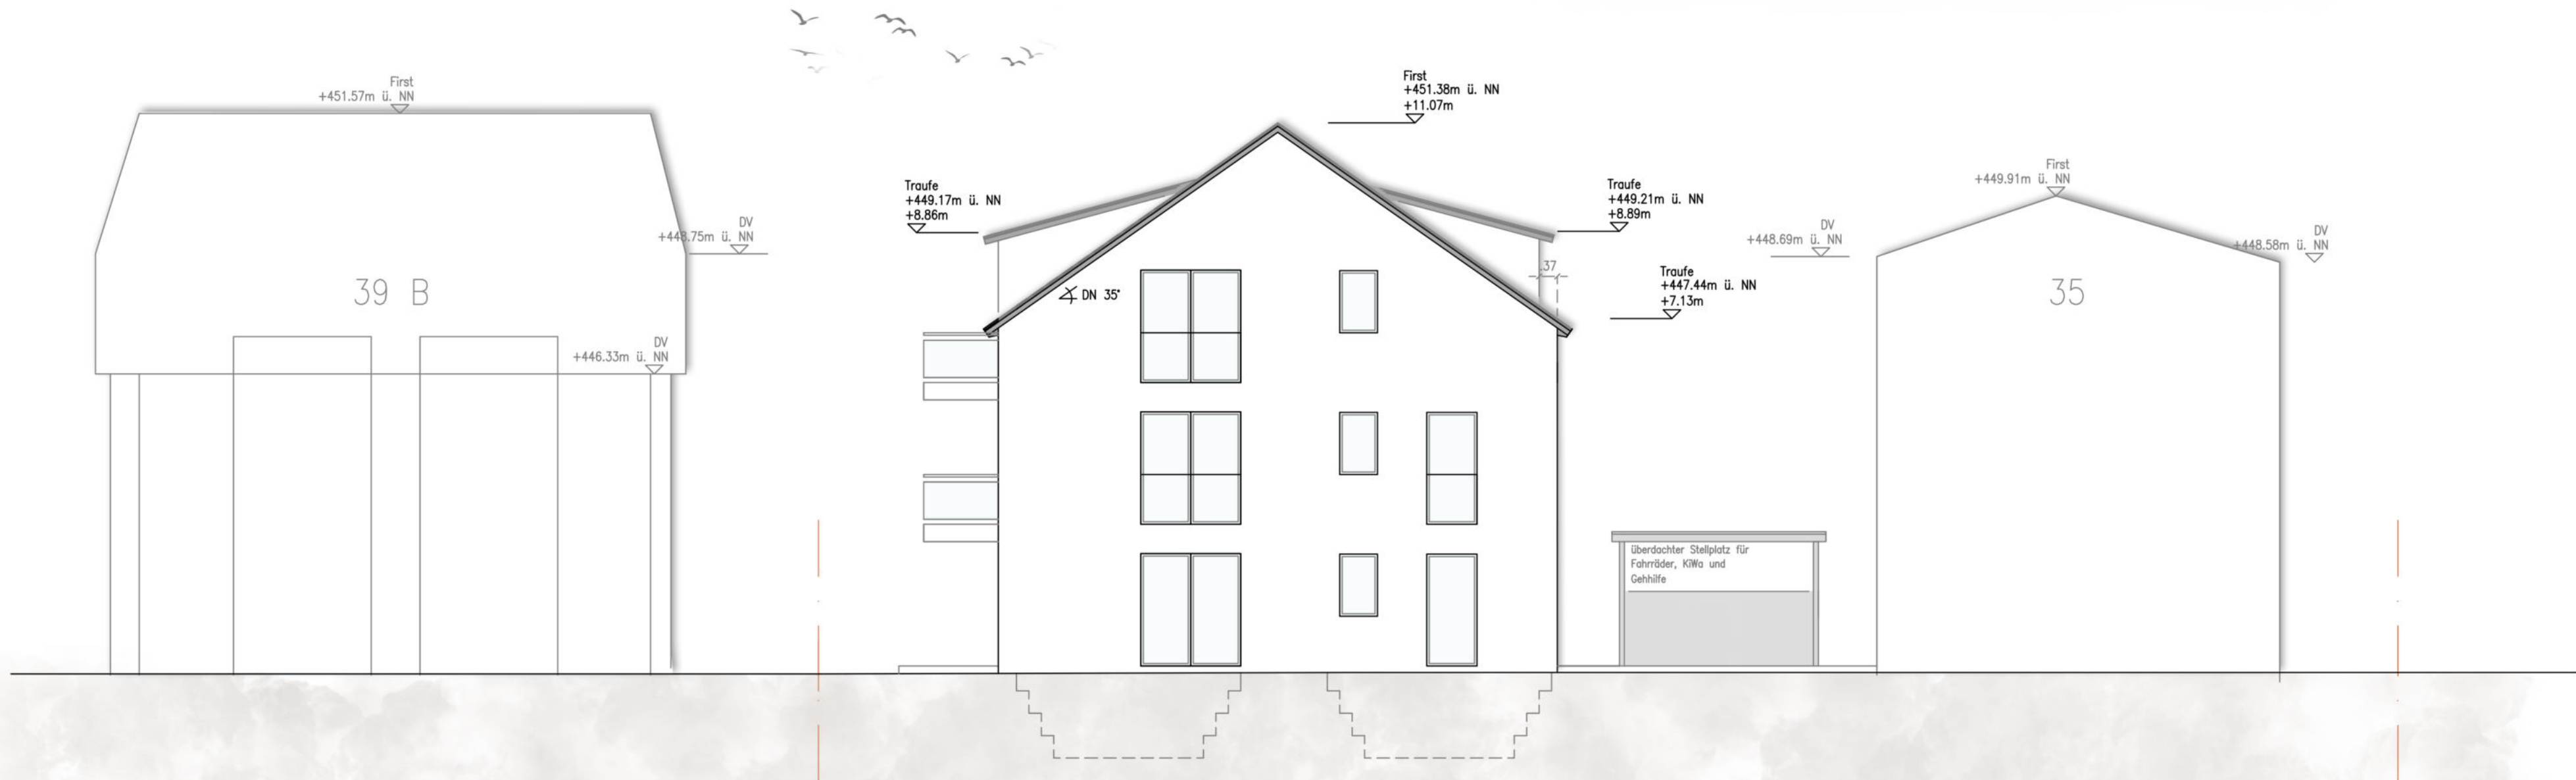 First
+451.57m ü. NN
DV
+448.75m ü. NN
39 B
DV
+446.33m ü. NN
Traufe
+449.17m ü. NN
+8.86m
First
+451.38m ü. NN
+11.07m
DN 35°
Traufe
+449.21m ü. NN
+8.89m
37
Traufe
+447.44m ü. NN
+7.13m
überdachter Stellplatz für
Fahrräder, KiWa und
Gehhilfe
DV
+448.69m ü. NN
First
+449.91m ü. NN
DV
+448.58m ü. NN
35